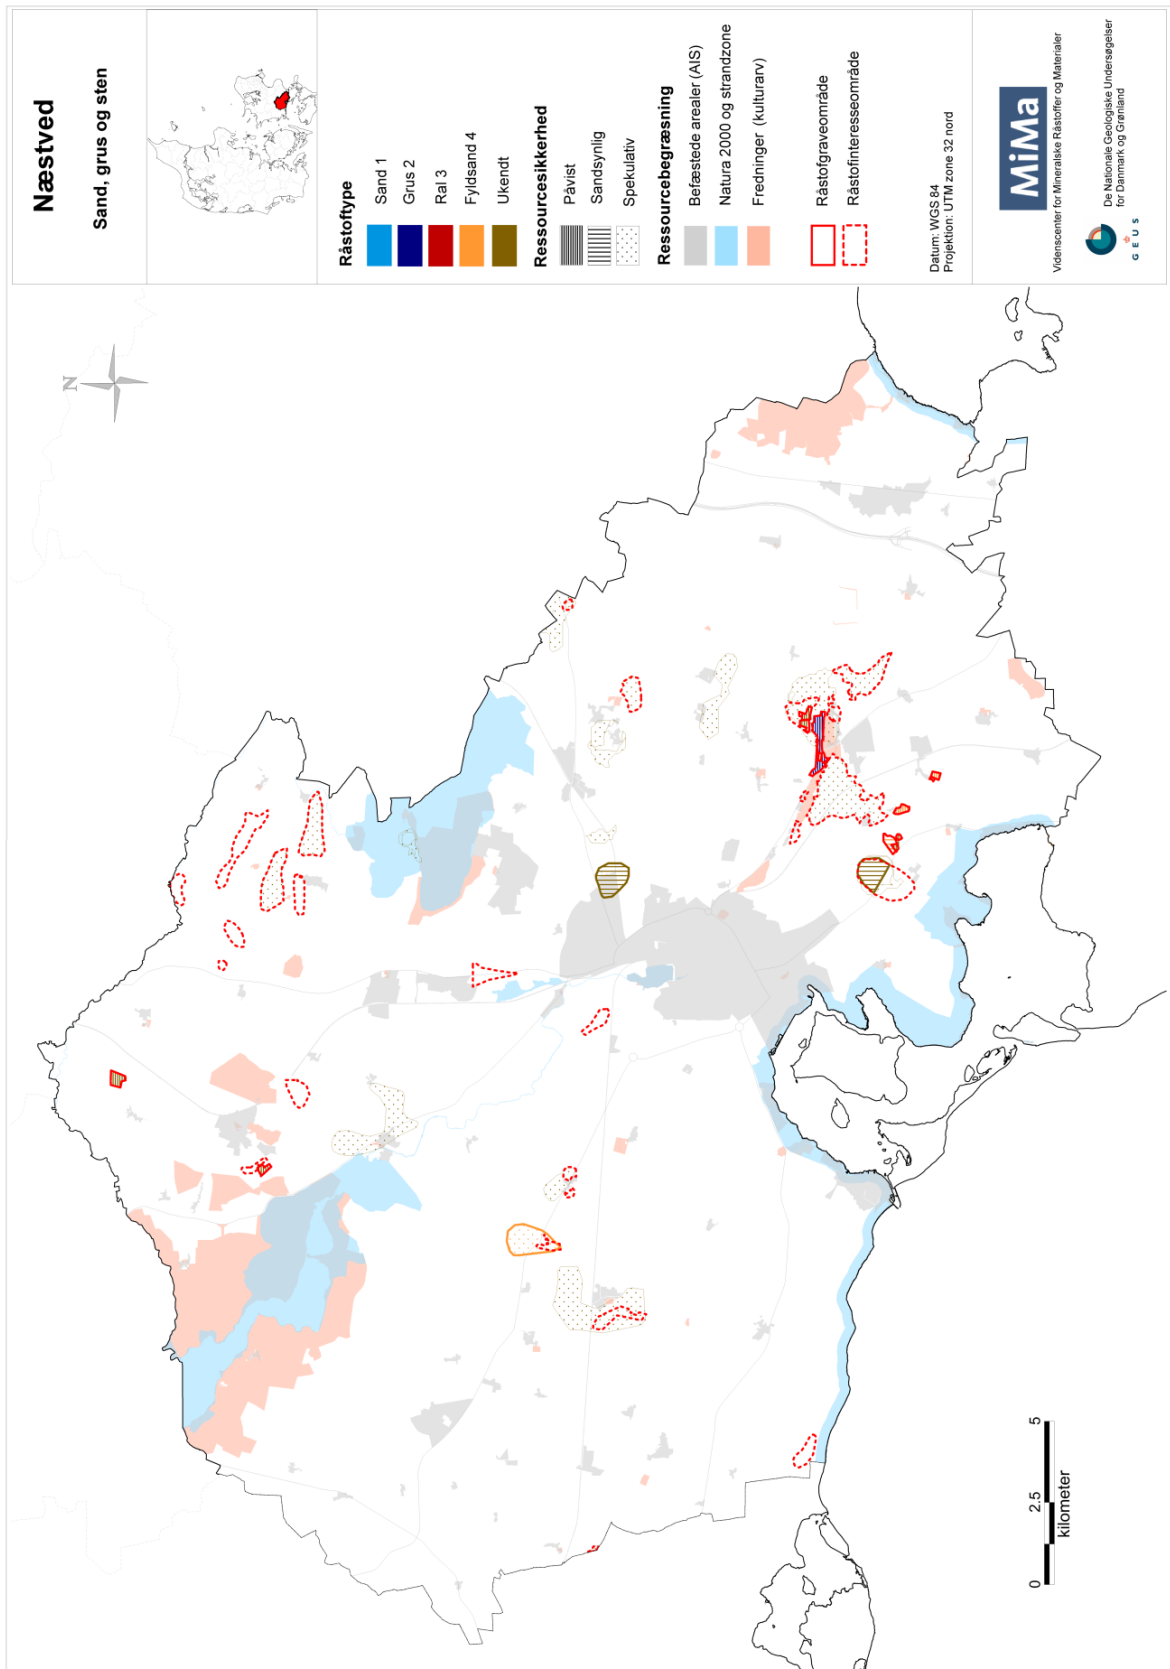 Næstved
Sand, grus og sten
Råstoftype
Sand 1
Grus 2
Ral 3
Fyldsand 4
Ukendt
Ressourcesikkerhed
Påvist
Sandsynlig
Spekulativ
Ressourcebegræsning
Befæstede arealer (AIS)
Natura 2000 og strandzone
Fredninger (kulturarv)
Råstofgraveområde
Råstofinteresseområde
Datum: WGS 84
Projektion: UTM zone 32 nord
MiMa
Videnscenter for Mineralske Råstoffer og Materialer
G E U S
De Nationale Geologiske Undersøgelser
for Danmark og Grønland
N
0 2.5 5
kilometer